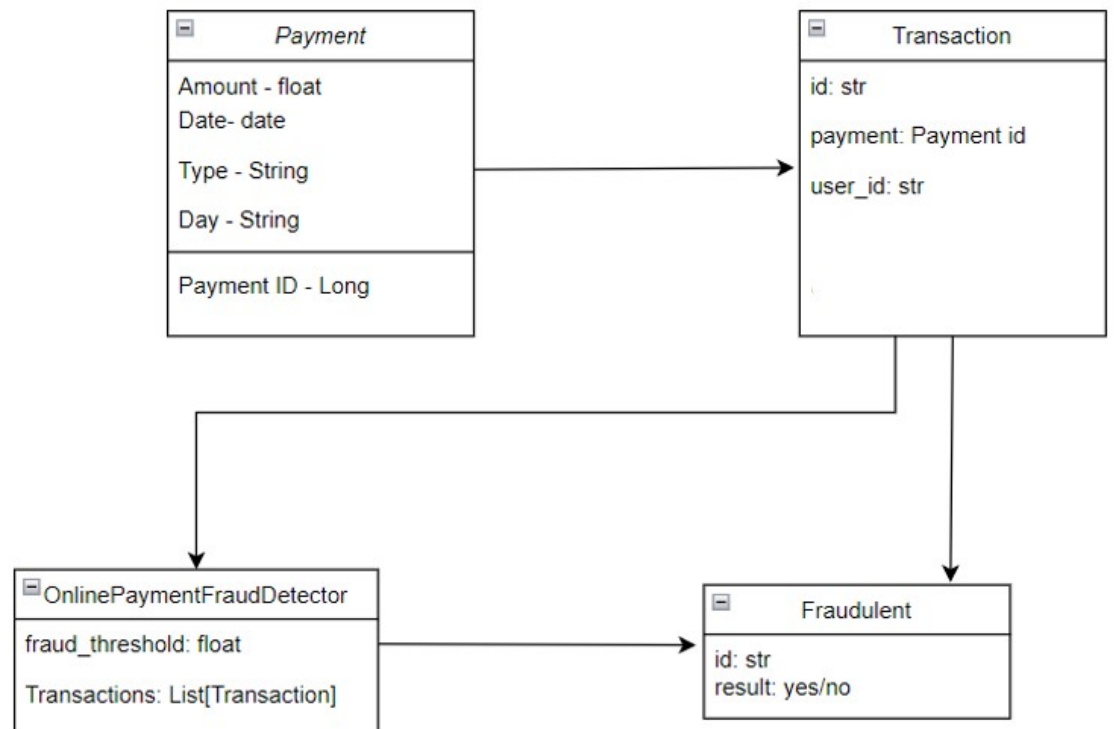 Payment
Amount - float
Date- date
Type - String
Day - String
Payment ID - Long
Transaction
id: str
payment: Payment id
user_id: str
OnlinePaymentFraudDetector
fraud_threshold: float
Transactions: List[Transaction]
Fraudulent
id: str
result: yes/no